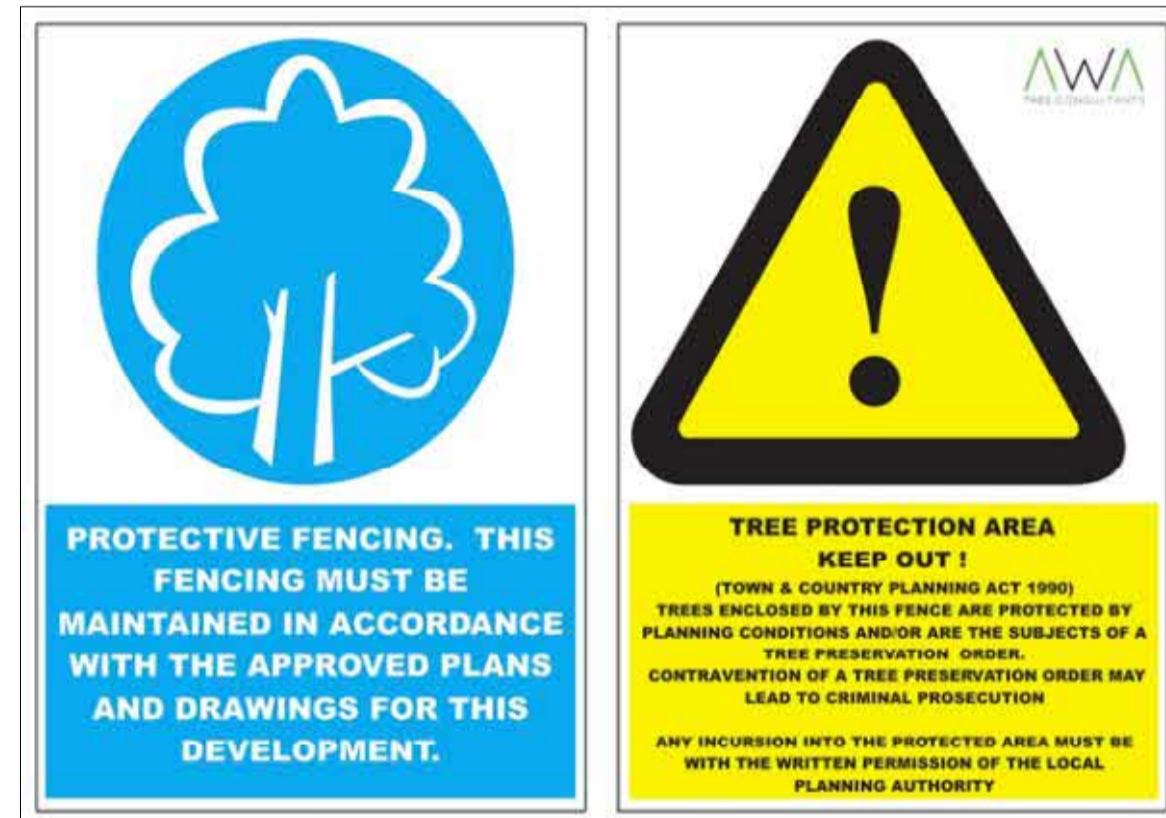 PROTECTIVE FENCING. THIS
FENCING MUST BE
MAINTAINED IN ACCORDANCE
WITH THE APPROVED PLANS
AND DRAWINGS FOR THIS
DEVELOPMENT.
AWA
TREE CONSULTANTS
TREE PROTECTION AREA
KEEP OUT !
(TOWN & COUNTRY PLANNING ACT 1990)
TREES ENCLOSED BY THIS FENCE ARE PROTECTED BY
PLANNING CONDITIONS AND/OR ARE THE SUBJECTS OF A
TREE PRESERVATION ORDER.
CONTRAVENTION OF A TREE PRESERVATION ORDER MAY
LEAD TO CRIMINAL PROSECUTION
ANY INCURSION INTO THE PROTECTED AREA MUST BE
WITH THE WRITTEN PERMISSION OF THE LOCAL
PLANNING AUTHORITY